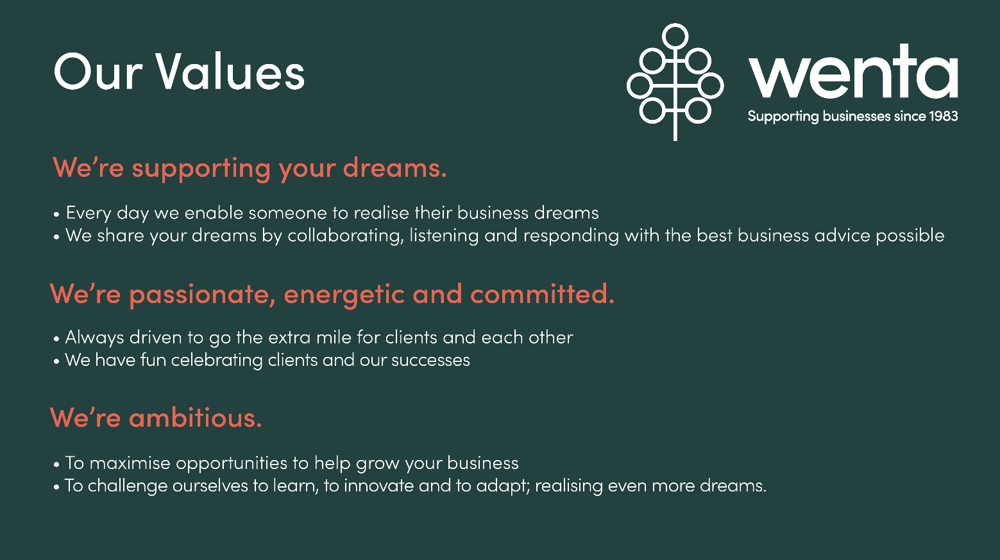 Our Values
wenta
Supporting businesses since 1983
We’re supporting your dreams.
• Every day we enable someone to realise their business dreams
• We share your dreams by collaborating, listening and responding with the best business advice possible
We’re passionate, energetic and committed.
• Always driven to go the extra mile for clients and each other
• We have fun celebrating clients and our successes
We’re ambitious.
• To maximise opportunities to help grow your business
• To challenge ourselves to learn, to innovate and to adapt; realising even more dreams.